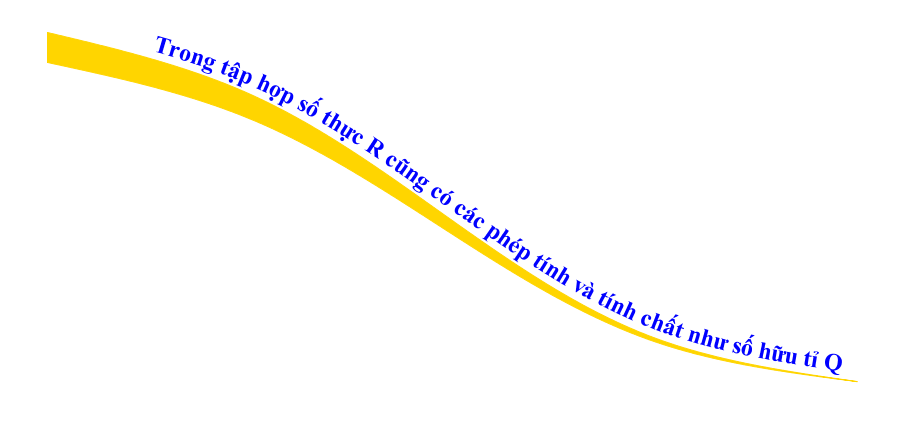 Trong tập hợp số thực R cũng có các phép tính và tính chất như số hữu tỉ Q